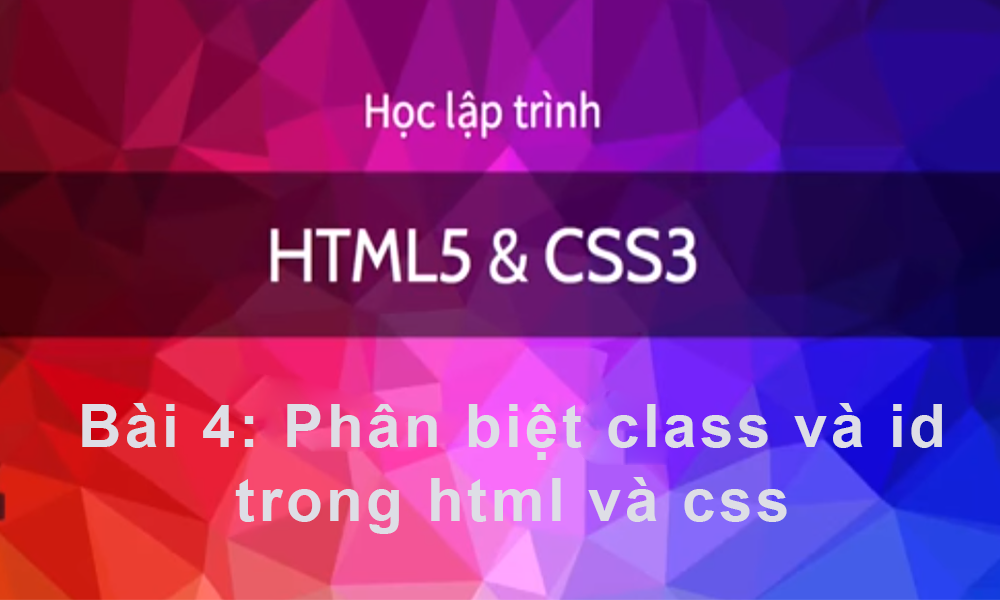 Học lập trình
HTML5 & CSS3
Bài 4: Phân biệt class và id
trong html và css